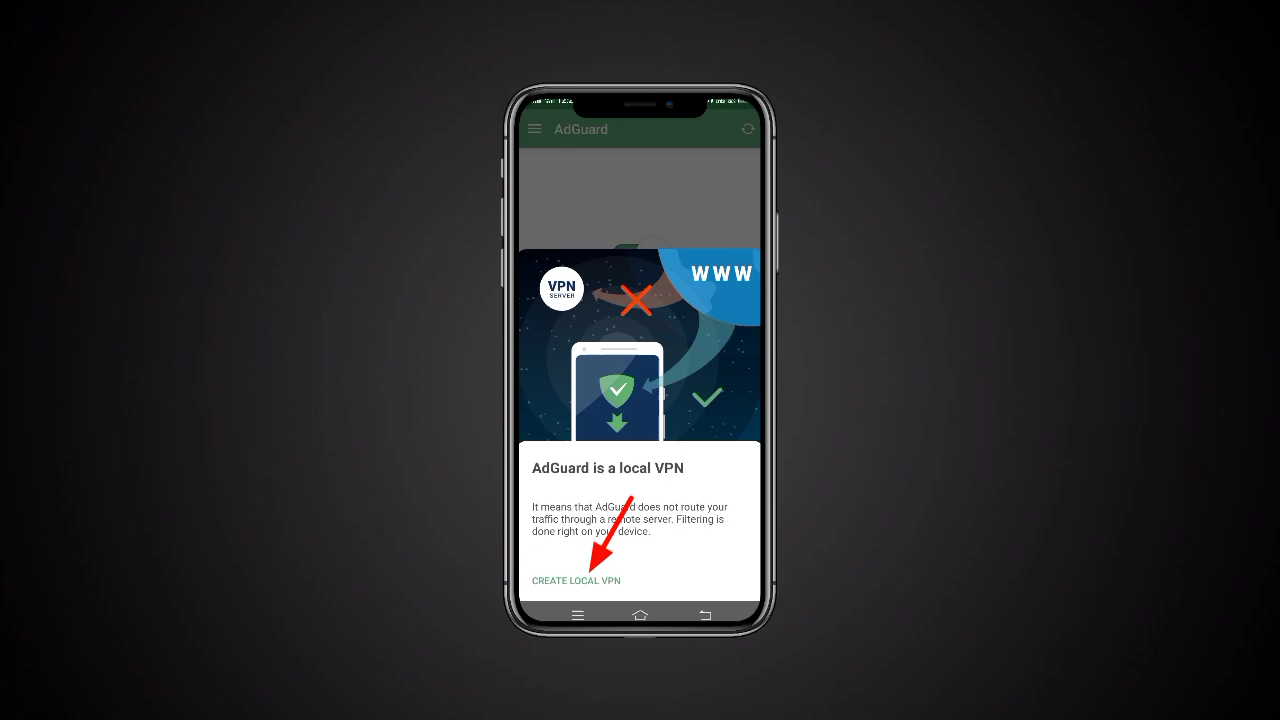 AdGuard
WWW
VPN
SERVER
AdGuard is a local VPN
It means that AdGuard does not route your
traffic through a remote server. Filtering is
done right on your device.
CREATE LOCAL VPN